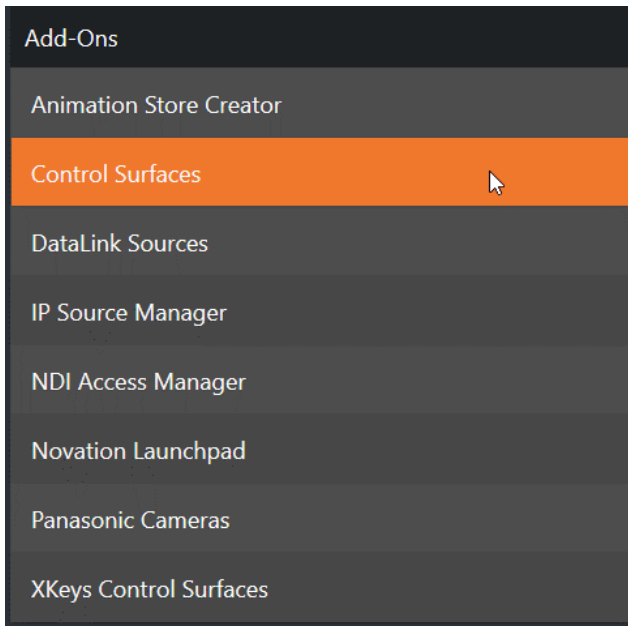 Add-Ons
Animation Store Creator
Control Surfaces
DataLink Sources
IP Source Manager
NDI Access Manager
Novation Launchpad
Panasonic Cameras
XKeys Control Surfaces